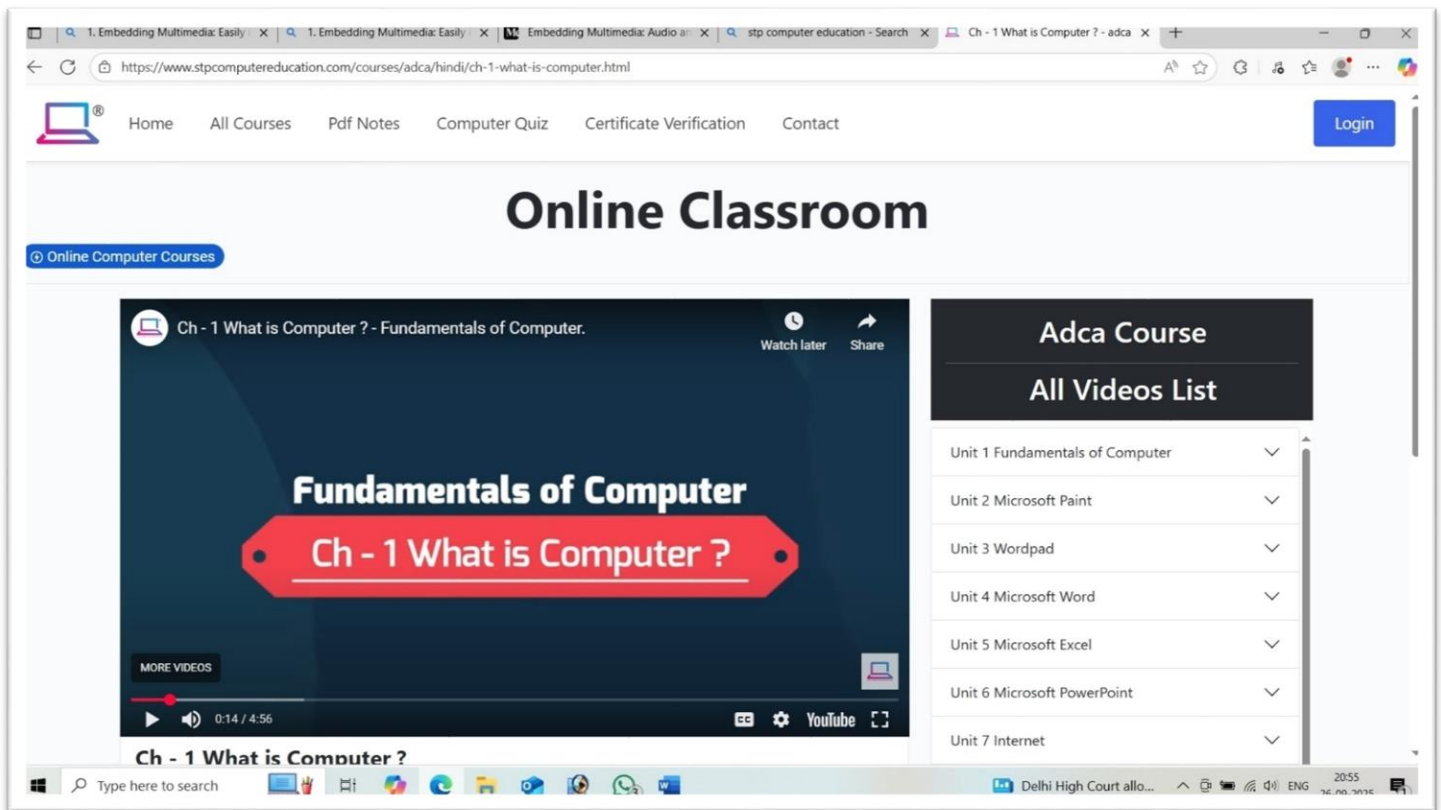 1. Embedding Multimedia: Easily
1. Embedding Multimedia: Easily
Embedding Multimedia: Audio an
stp computer education - Search
Ch - 1 What is Computer ? - adca
https://www.stpcomputereducation.com/courses/adca/hindi/ch-1-what-is-computer.html
® Home All Courses Pdf Notes Computer Quiz Certificate Verification Contact Login
Online Classroom
Online Computer Courses
Ch - 1 What is Computer ? - Fundamentals of Computer.
Watch later Share
Fundamentals of Computer
Ch - 1 What is Computer ?
MORE VIDEOS
0:14 / 4:56 CC YouTube
Ch - 1 What is Computer ?
Adca Course
All Videos List
Unit 1 Fundamentals of Computer
Unit 2 Microsoft Paint
Unit 3 Wordpad
Unit 4 Microsoft Word
Unit 5 Microsoft Excel
Unit 6 Microsoft PowerPoint
Unit 7 Internet
Type here to search
Delhi High Court allo... ENG
20:55
26-09-2025